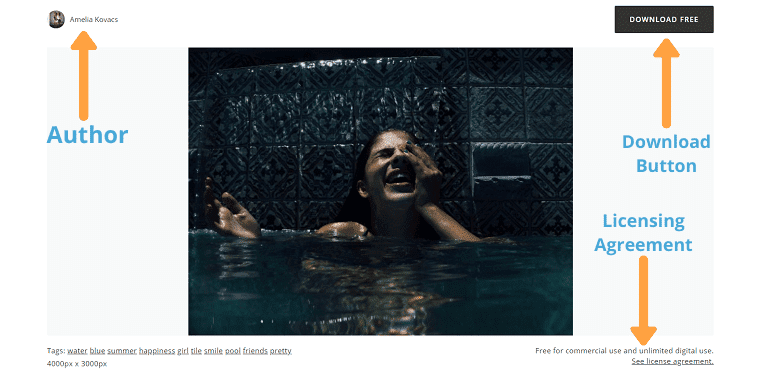 Amelia Kovacs
DOWNLOAD FREE
Author
Download
Button
Licensing
Agreement
Tags: water blue summer happiness girl tile smile pool friends pretty
Free for commercial use and unlimited digital use.
4000px x 3000px
See license agreement.